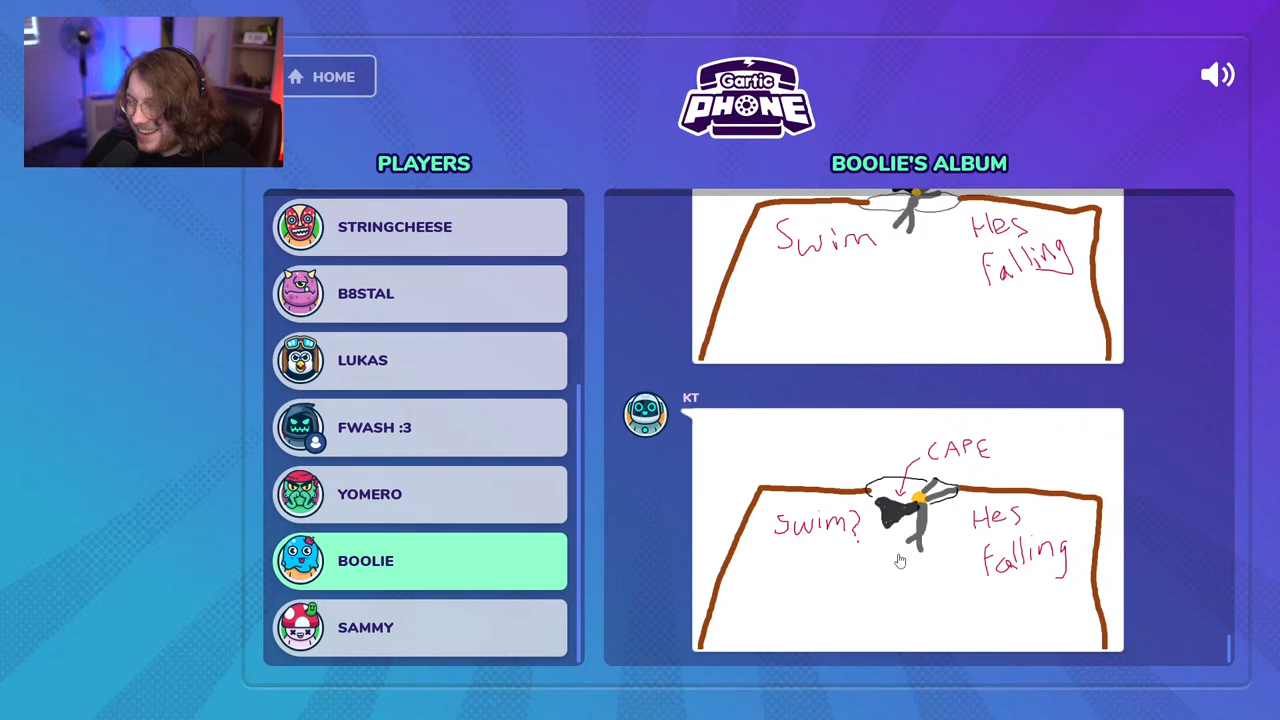 HOME
Gartic
PHONE
PLAYERS
STRINGCHEESE
B8STAL
LUKAS
FWASH :3
YOMERO
BOOLIE
SAMMY
BOOLIE'S ALBUM
Swim
Hes
falling
KT
CAPE
Swim?
Hes
falling